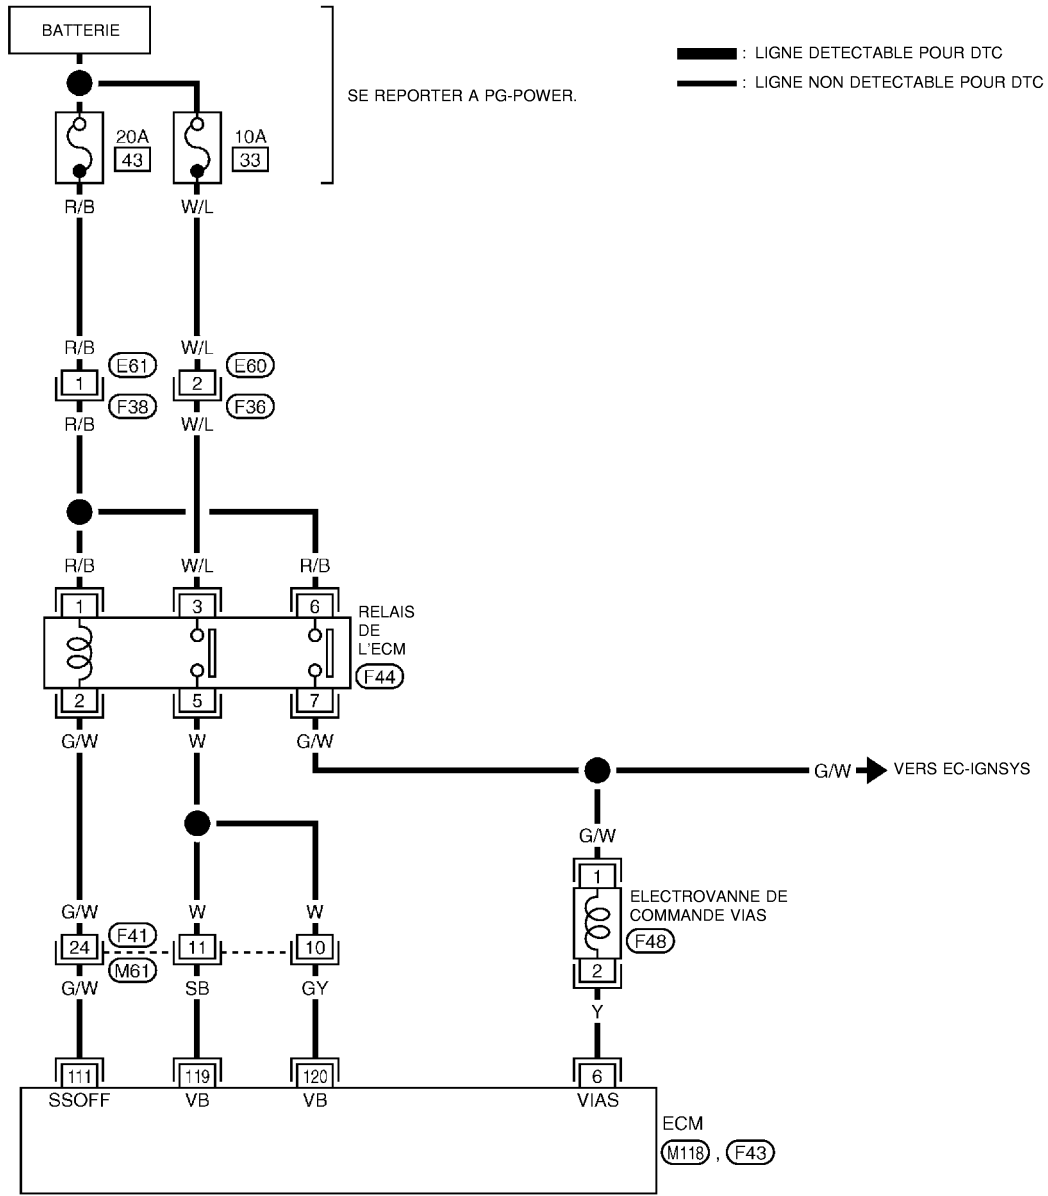 BATTERIE
: LIGNE DETECTABLE POUR DTC
: LIGNE NON DETECTABLE POUR DTC
SE REPORTER A PG-POWER.
20A
43
10A
33
R/B
W/L
R/B
W/L
E61
E60
1
2
F38
F36
R/B
W/L
R/B
W/L
R/B
1
3
6
RELAIS
DE
L'ECM
F44
2
5
7
G/W
W
G/W
G/W
VERS EC-IGNSYS
G/W
1
ELECTROVANNE DE
COMMANDE VIAS
F48
2
Y
G/W
W
W
F41
24
11
10
M61
G/W
SB
GY
111
119
120
6
SSOFF
VB
VB
VIAS
ECM
M118 , F43